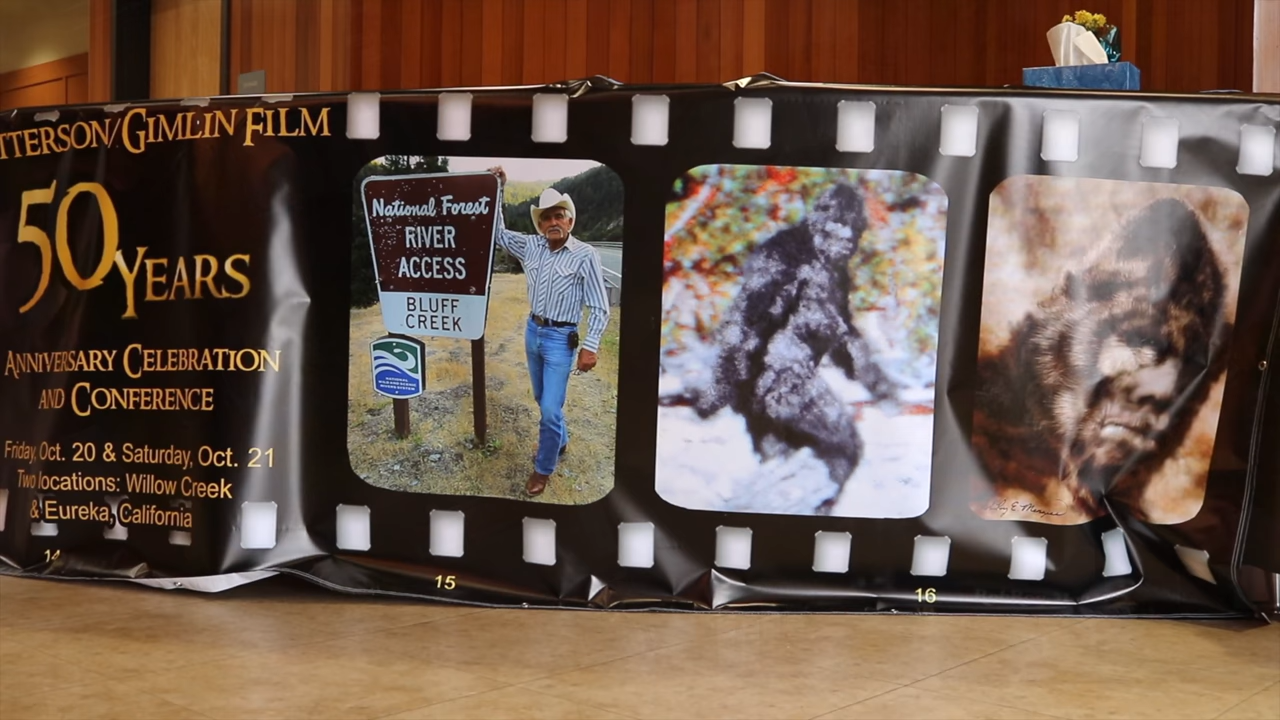 TTERSON/GIMLIN FILM
50 YEARS
ANNIVERSARY CELEBRATION
AND CONFERENCE
Friday, Oct. 20 & Saturday, Oct. 21
Two locations: Willow Creek
& Eureka, California
14
National Forest
RIVER
ACCESS
BLUFF
CREEK
15
16